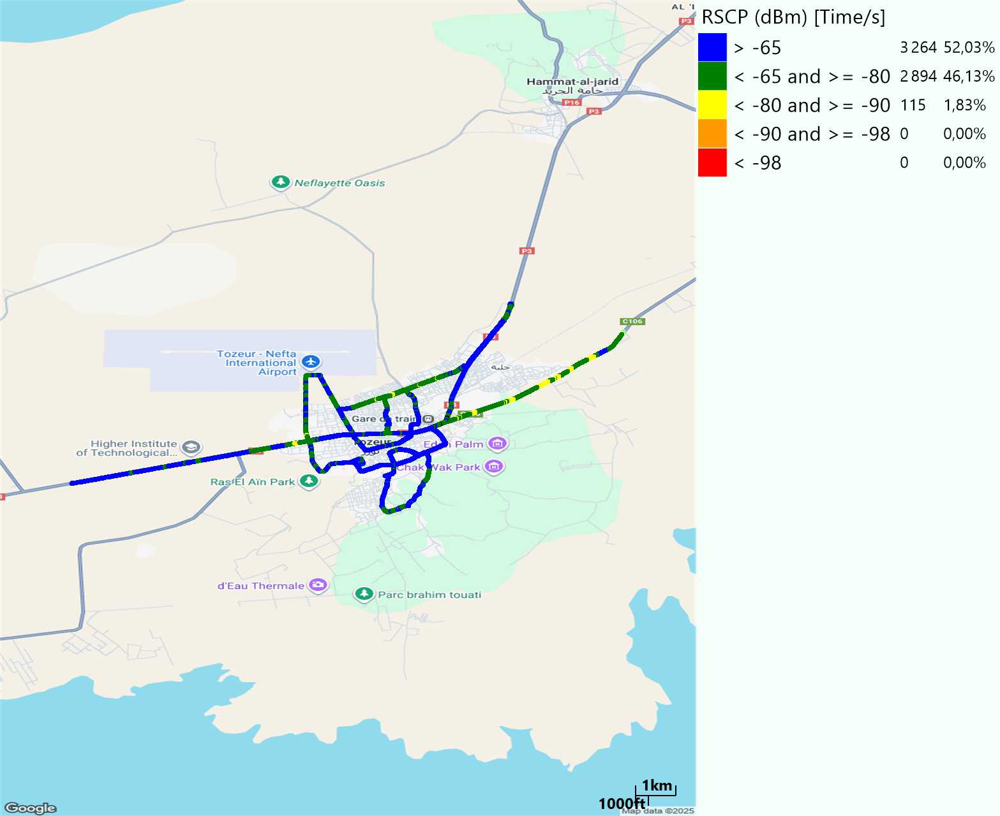 AL 'I
RSCP (dBm) [Time/s]
P3
> -65 3 264 52,03%
< -65 and >= -80 2 894 46,13%
< -80 and >= -90 115 1,83%
< -90 and >= -98 0 0,00%
< -98 0 0,00%
Hammat-al-jarid
حامة الجريد
P16
P3
Neflayette Oasis
P3
C106
Tozeur - Nefta
International
Airport
حلبة
Gare de train
Higher Institute
of Technological...
Tozeur
توزر
Eden Palm
Chak Wak Park
Ras El Aïn Park
d'Eau Thermale
Parc brahim touati
1km
1000ft
Google
Map data ©2025